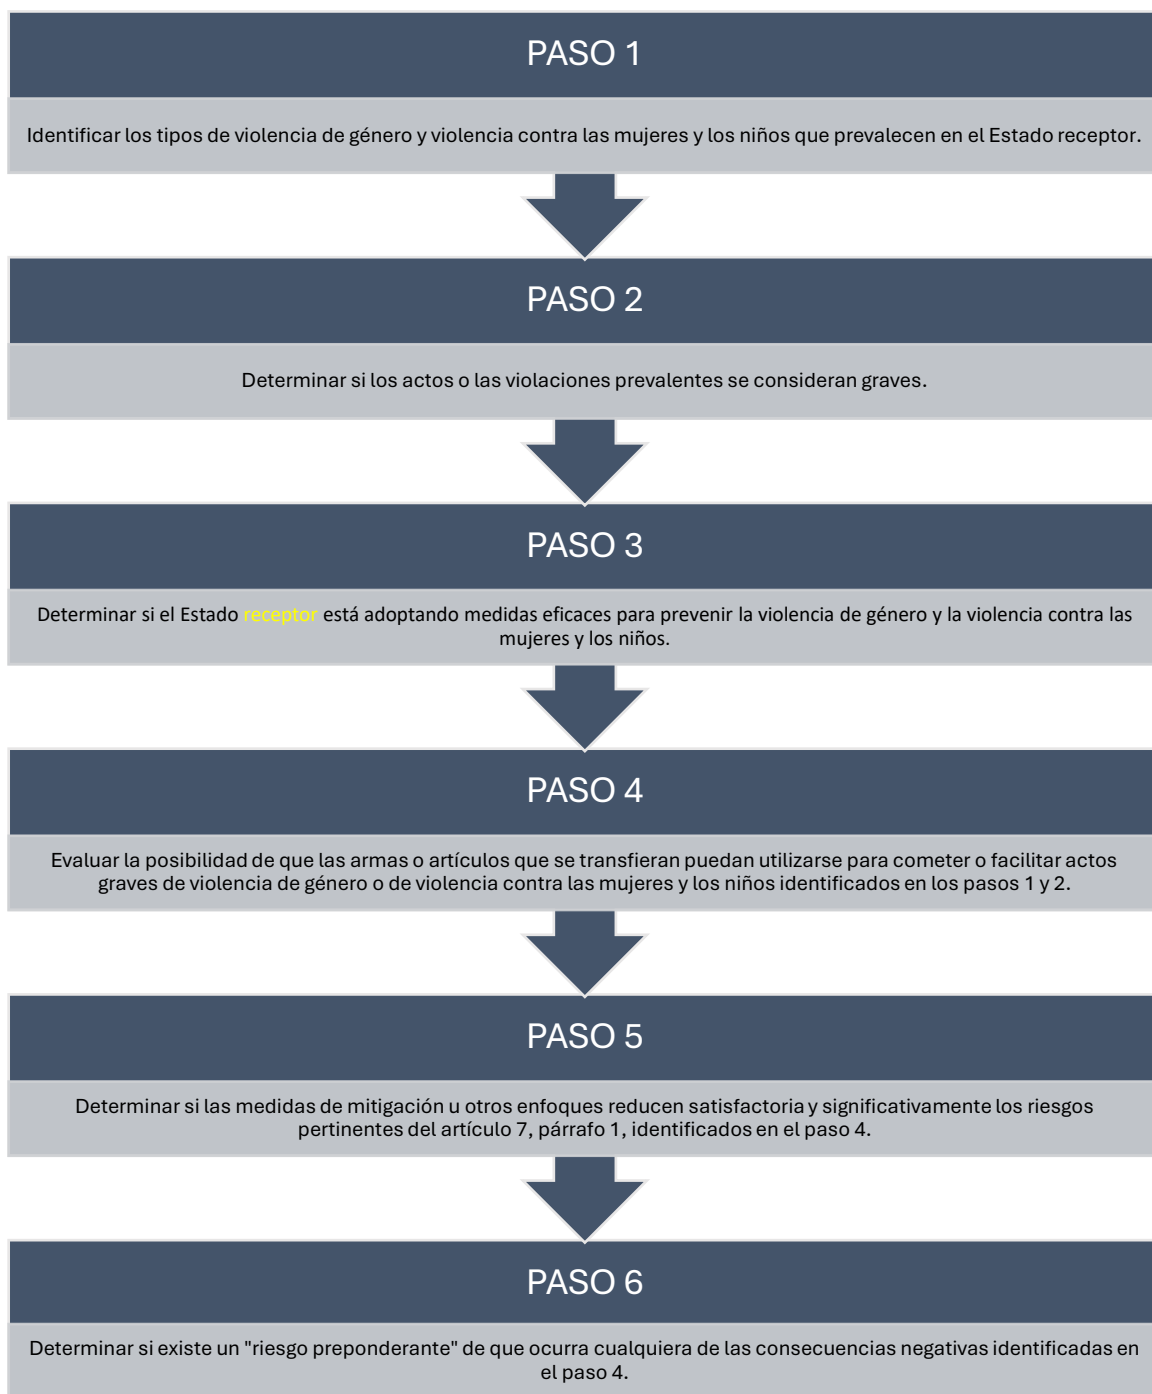 PASO 1
Identificar los tipos de violencia de género y violencia contra las mujeres y los niños que prevalecen en el Estado receptor.
PASO 2
Determinar si los actos o las violaciones prevalentes se consideran graves.
PASO 3
Determinar si el Estado receptor está adoptando medidas eficaces para prevenir la violencia de género y la violencia contra las
mujeres y los niños.
PASO 4
Evaluar la posibilidad de que las armas o artículos que se transfieran puedan utilizarse para cometer o facilitar actos
graves de violencia de género o de violencia contra las mujeres y los niños identificados en los pasos 1 y 2.
PASO 5
Determinar si las medidas de mitigación u otros enfoques reducen satisfactoria y significativamente los riesgos
pertinentes del artículo 7, párrafo 1, identificados en el paso 4.
PASO 6
Determinar si existe un "riesgo preponderante" de que ocurra cualquiera de las consecuencias negativas identificadas en
el paso 4.